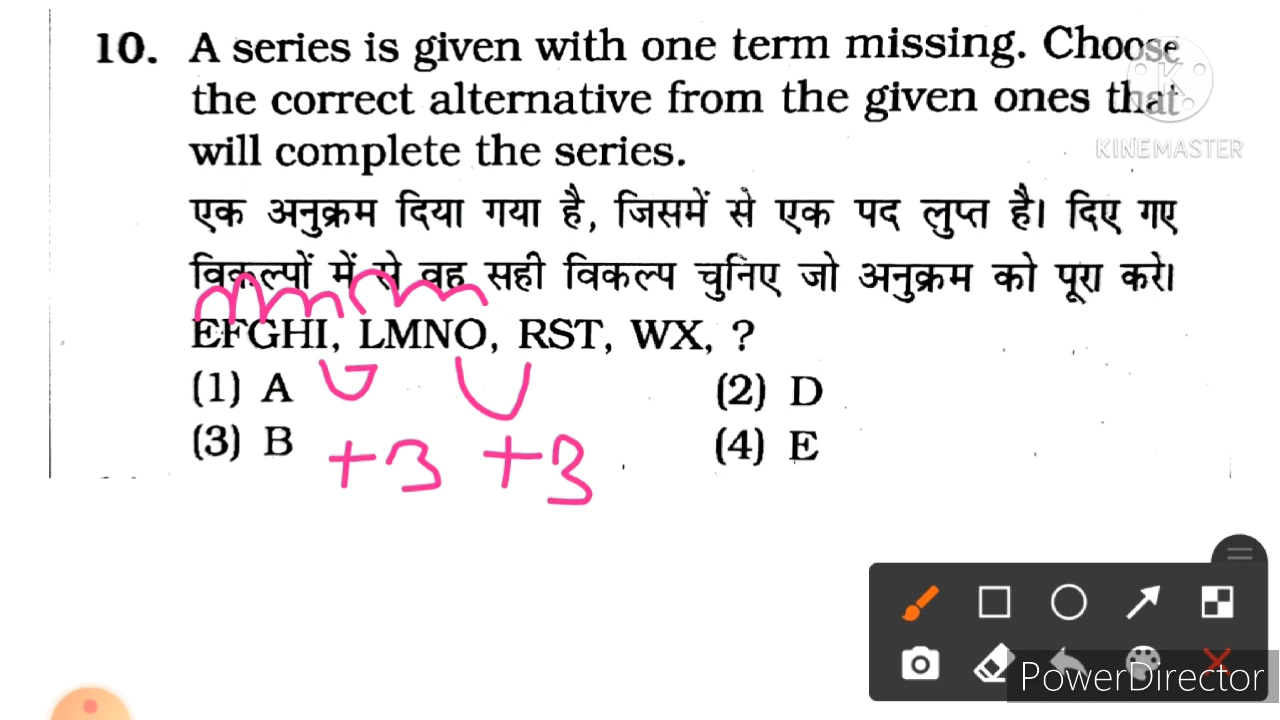 10. A series is given with one term missing. Choose
the correct alternative from the given ones that
will complete the series.
एक अनुक्रम दिया गया है, जिसमें से एक पद लुप्त है। दिए गए
विकल्पों में से वह सही विकल्प चुनिए जो अनुक्रम को पूरा करे।
EFGHI, LMNO, RST, WX, ?
(1) A (2) D
(3) B (4) E
+3 +3
K
KINEMASTER
PowerDirector